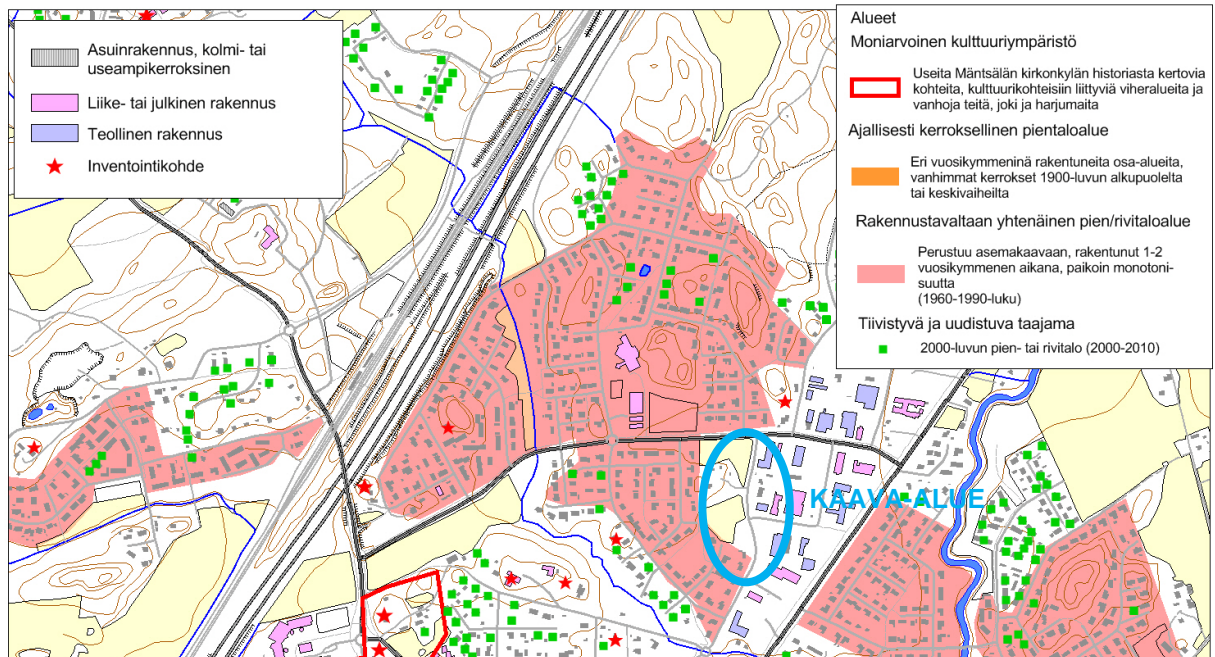 Asuinrakennus, kolmi- tai
useampikerroksinen
Liike- tai julkinen rakennus
Teollinen rakennus
Inventointikohde
Alueet
Moniarvoinen kulttuuriympäristö
Useita Mäntsälän kirkonkylän historiasta kertovia
kohteita, kulttuurikohteisiin liittyviä viheralueita ja
vanhoja teitä, joki ja harjumaita
Ajallisesti kerroksellinen pientaloalue
Eri vuosikymmeninä rakentuneita osa-alueita,
vanhimmat kerrokset 1900-luvun alkupuolelta
tai keskivaiheilta
Rakennustavaltaan yhtenäinen pien/rivitaloalue
Perustuu asemakaavaan, rakentunut 1-2
vuosikymmenen aikana, paikoin monotoni-
suutta
(1960-1990-luku)
Tiivistyvä ja uudistuva taajama
2000-luvun pien- tai rivitalo (2000-2010)
KAAVA-ALUE